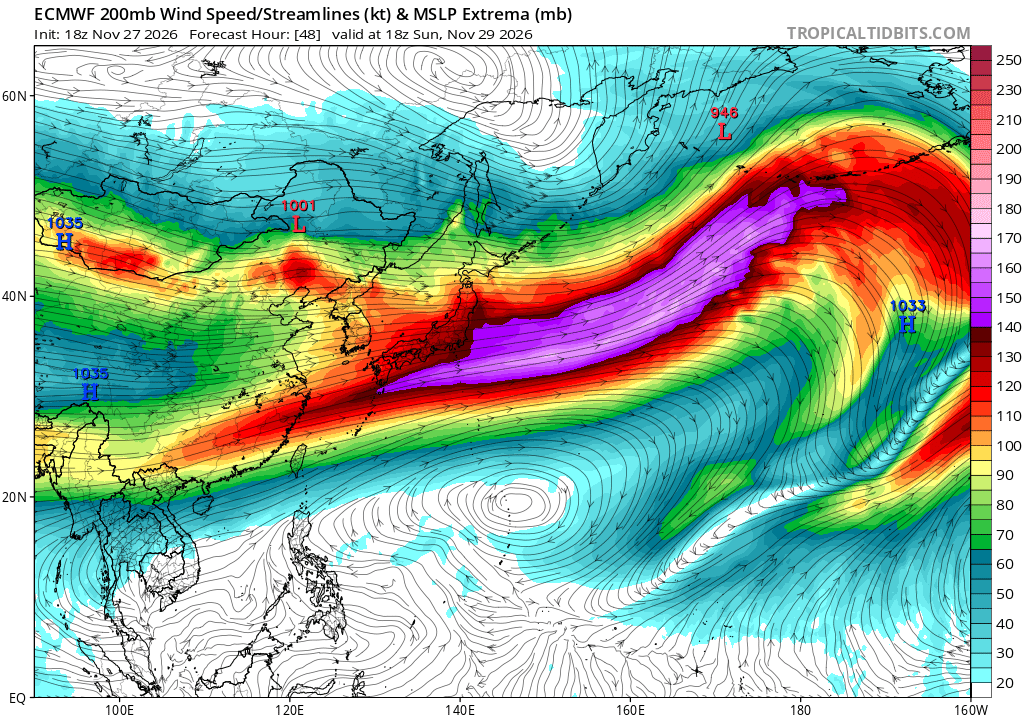 ECMWF 200mb Wind Speed/Streamlines (kt) & MSLP Extrema (mb)
Init: 18z Nov 27 2026 Forecast Hour: [48] valid at 18z Sun, Nov 29 2026
TROPICALTIDBITS.COM
60N
40N
20N
EQ
100E
120E
140E
160E
180
160W
946
L
1001
L
1035
H
1033
H
1035
H
250
230
210
200
190
180
170
160
150
140
130
120
110
100
90
80
70
60
50
40
30
20